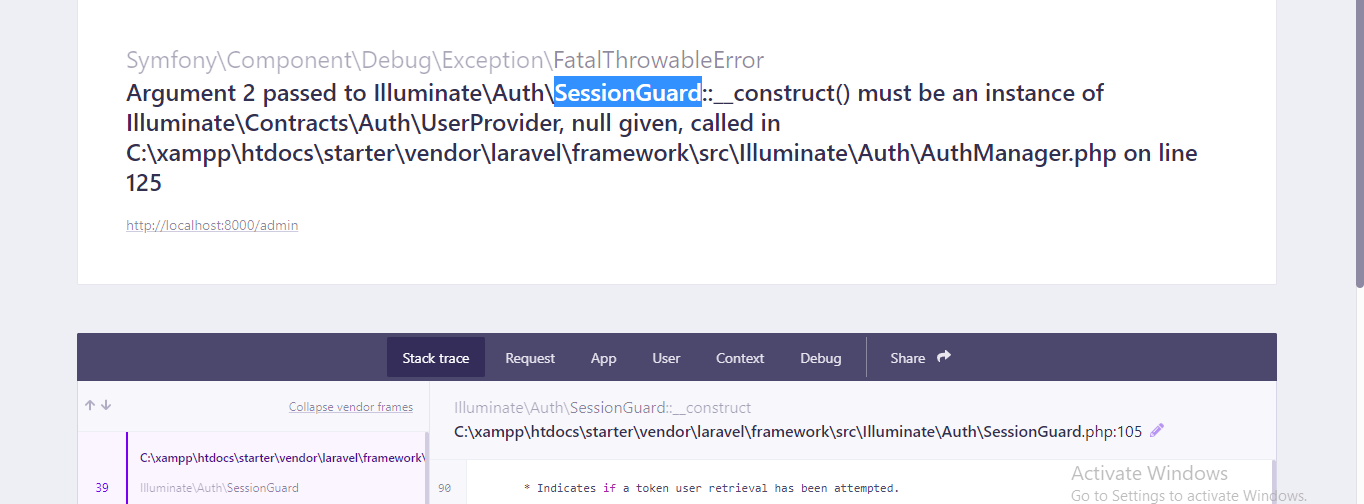 Symfony\Component\Debug\Exception\FatalThrowableError
Argument 2 passed to Illuminate\Auth\SessionGuard::__construct() must be an instance of
Illuminate\Contracts\Auth\UserProvider, null given, called in
C:\xampp\htdocs\starter\vendor\laravel\framework\src\Illuminate\Auth\AuthManager.php on line
125
http://localhost:8000/admin
Stack trace Request App User Context Debug Share
Collapse vendor frames
Illuminate\Auth\SessionGuard::__construct
C:\xampp\htdocs\starter\vendor\laravel\framework\src\Illuminate\Auth\SessionGuard.php:105
C:\xampp\htdocs\starter\vendor\laravel\framework\
39 Illuminate\Auth\SessionGuard
90 * Indicates if a token user retrieval has been attempted.
Activate Windows
Go to Settings to activate Windows.